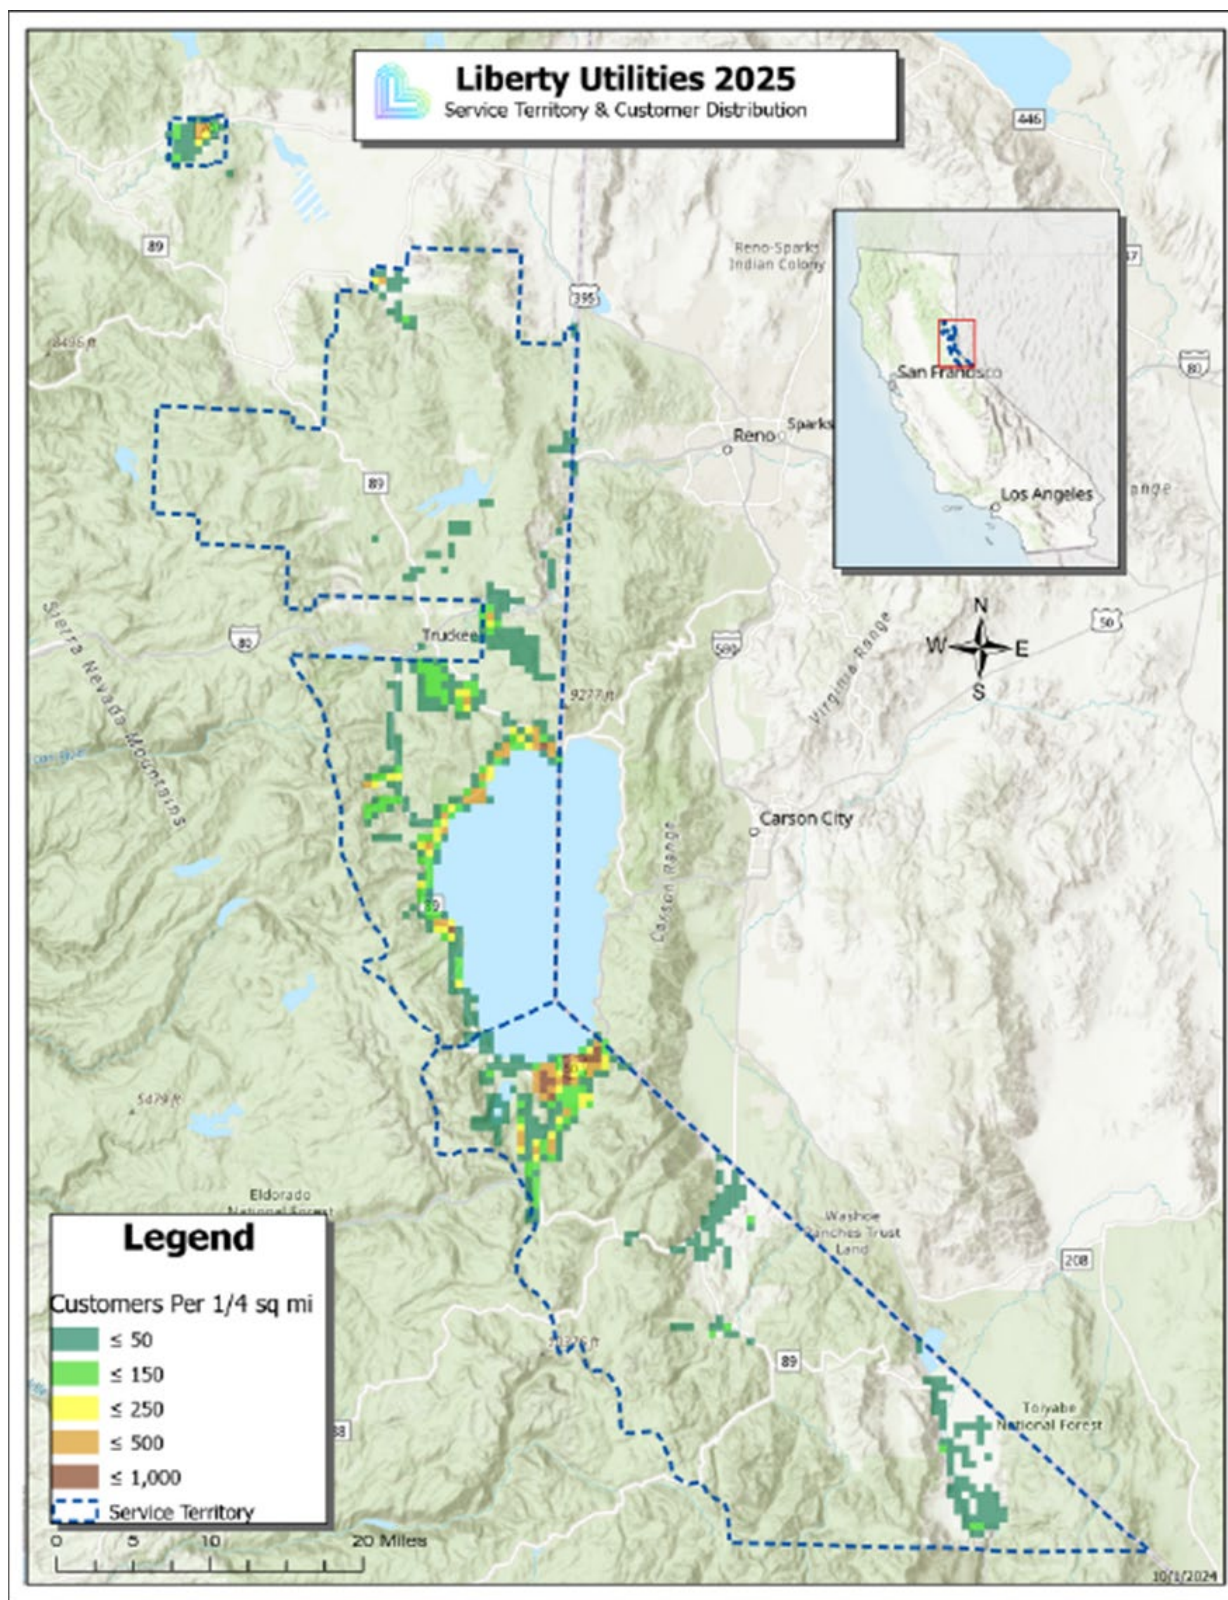 Liberty Utilities 2025
Service Territory & Customer Distribution
446
89
Reno-Sparks
Indian Colony
395
80
San Francisco
Reno
Sparks
Los Angeles
89
N
W E
S
50
80
Truckee
580
Sierra Nevada Mountains
Virginia Range
9277 ft
Carson City
Carson Range
89
5479 ft
Eldorado
National Forest
Washoe
Ranches Trust
Land
208
89
Toiyabe
National Forest
Legend
Customers Per 1/4 sq mi
≤ 50
≤ 150
≤ 250
≤ 500
≤ 1,000
Service Territory
0 5 10 20 Miles
10/1/2024